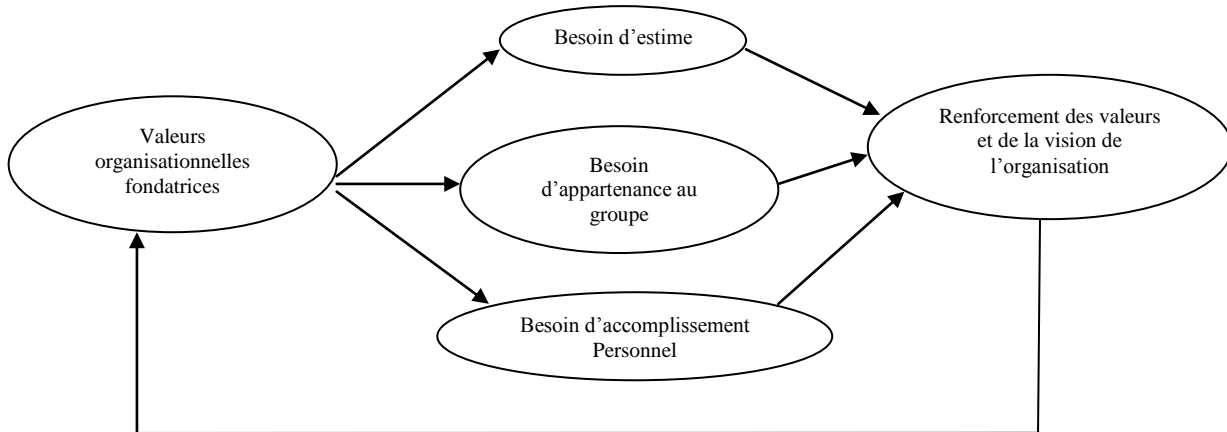 Besoin d'estime
Valeurs
organisationnelles
fondatrices
Besoin
d'appartenance au
groupe
Renforcement des valeurs
et de la vision de
l'organisation
Besoin d'accomplissement
Personnel